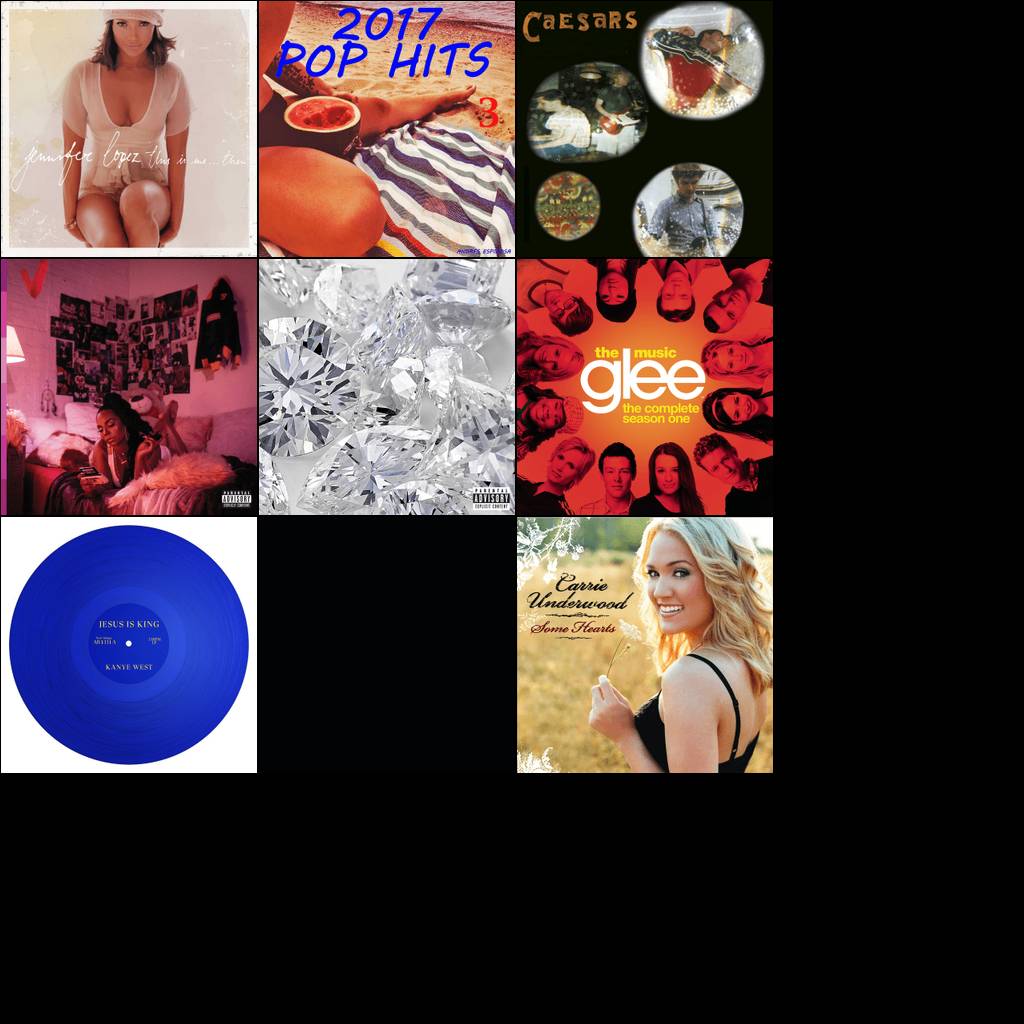 jennifer lopez this is me...then
2017
POP HITS
3
ANDRES ESPINOSA
CAESARS
V
PARENTAL
ADVISORY
EXPLICIT CONTENT
PARENTAL
ADVISORY
EXPLICIT CONTENT
the music
glee
the complete
season one
JESUS IS KING
KANYE WEST
Carrie
Underwood
Some Hearts